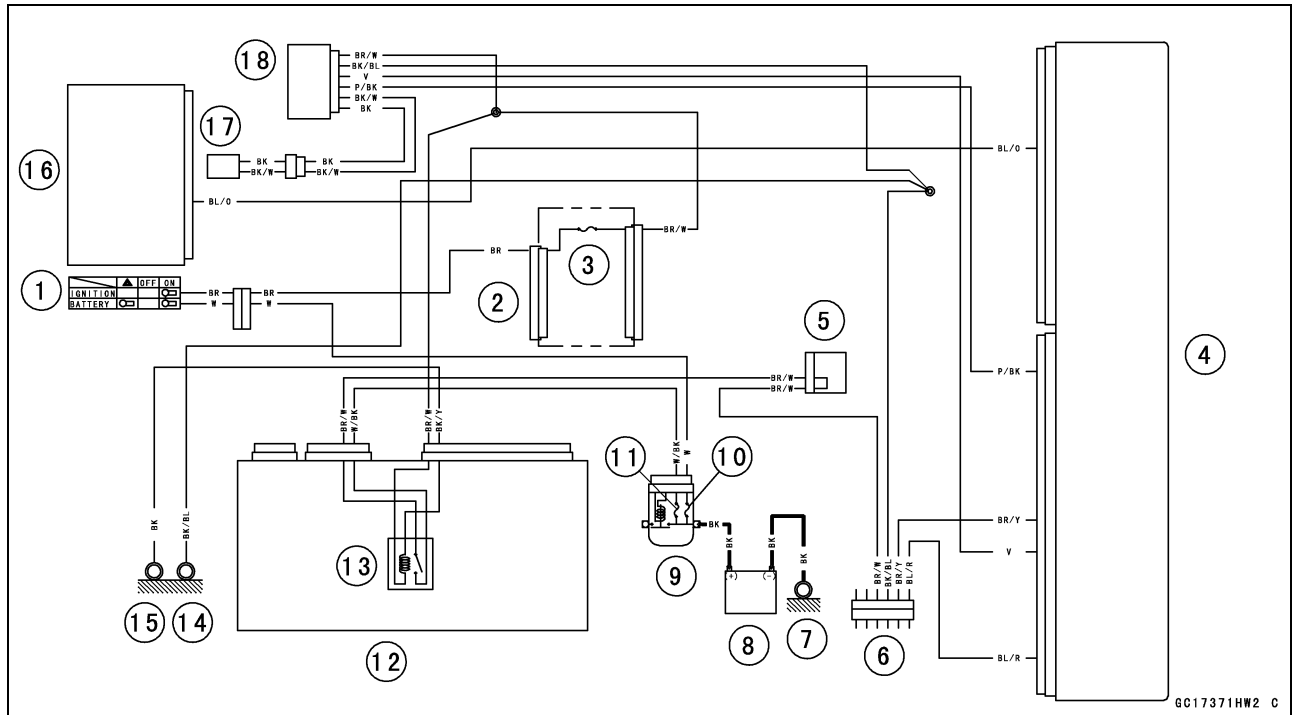 18
BR/W
BK/BL
V
P/BK
BK/W
BK
17
BK BK
BK/W BK/W
16
BL/O
BL/O
1
OFF ON
IGNITION
BATTERY
BR BR
W W
BR
2
3
BR/W
4
5
BR/W
BR/W
P/BK
BR/W
W/BK
BR/W
BK/Y
11
10
W/BK
W
BK
BK/BL
13
9
BK
BK
BK
BK
(+) (-)
8
7
BR/W
BK/BL
BR/Y
BL/R
6
BR/Y
V
BL/R
15
14
12
GC17371HW2 C